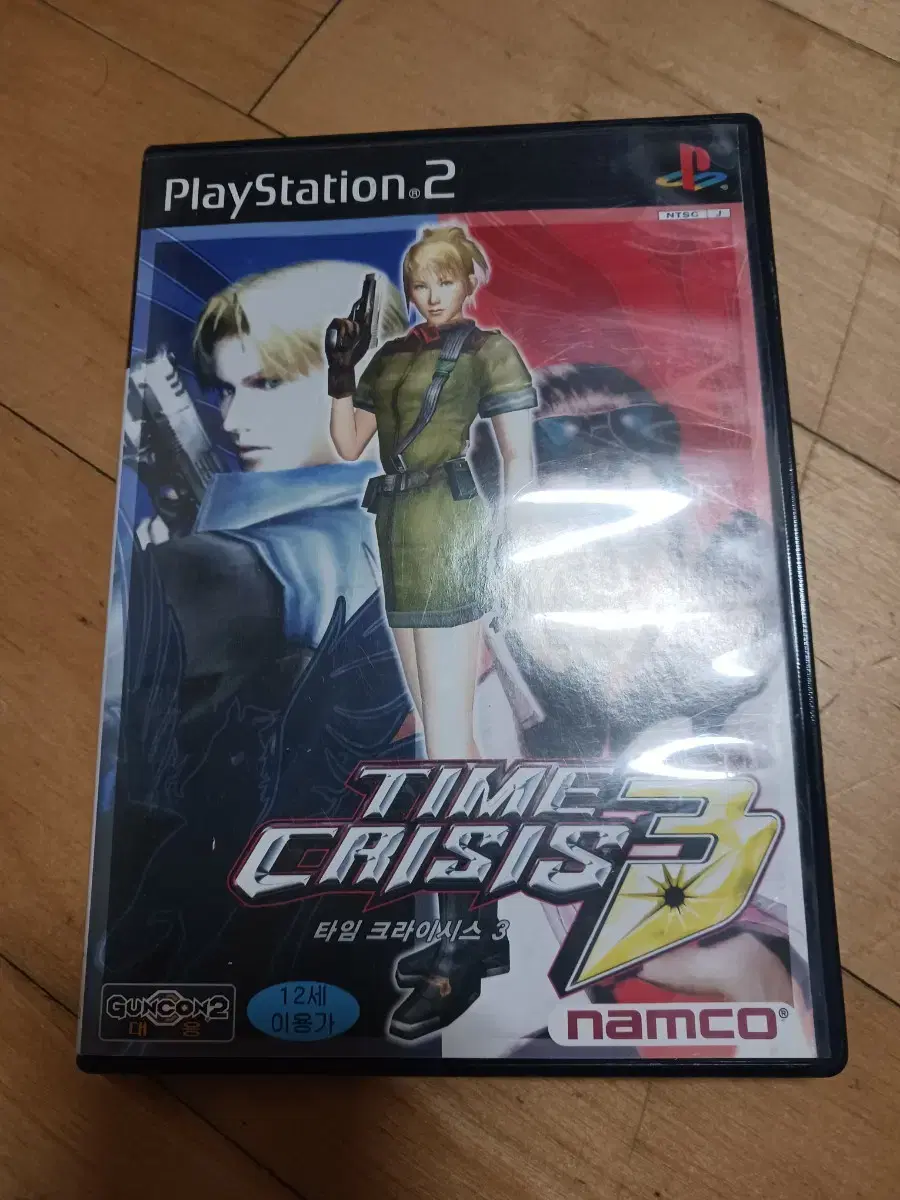 PlayStation®2
NTSC J
TIME
CRISIS 3
타임 크라이시스 3
GUNCON2
대 응
12세
이용가
namco®